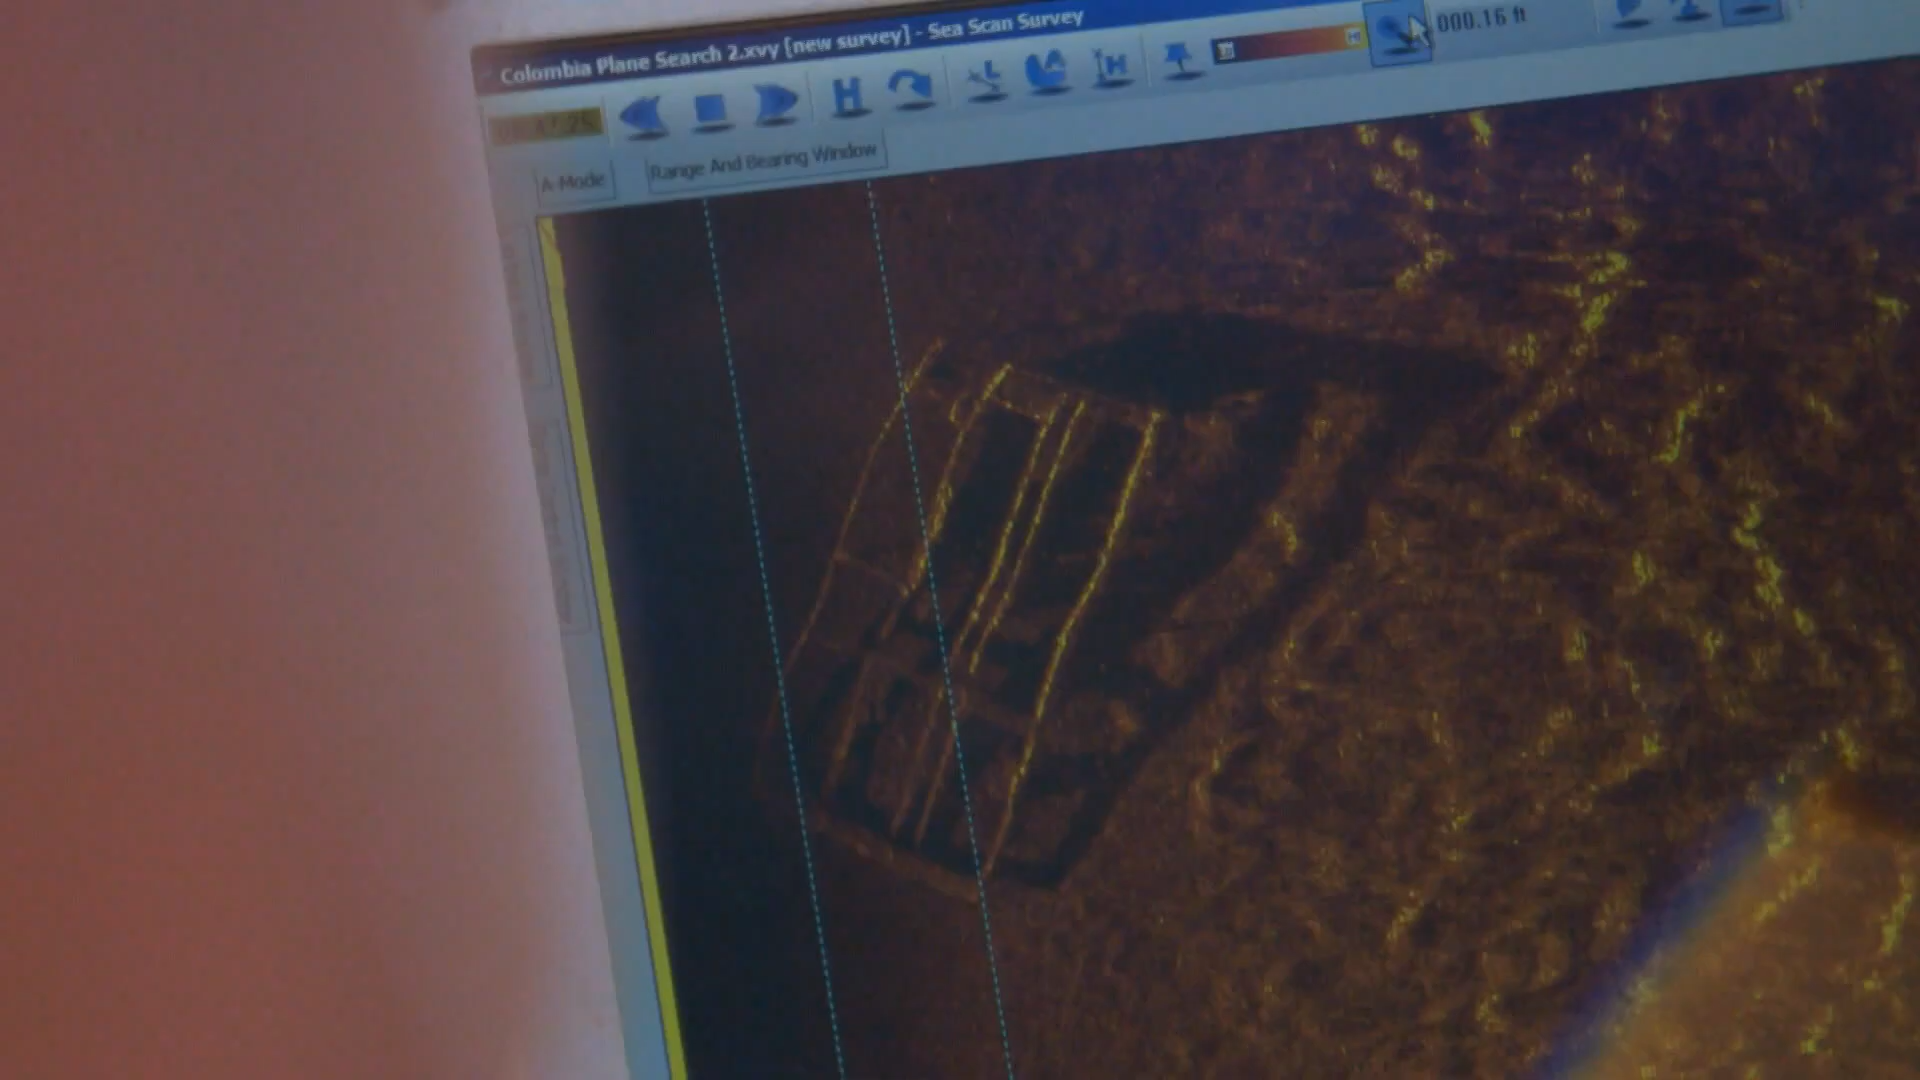 Colombia Plane Search 2.xvy [new survey] - Sea Scan Survey
000.16 ft
A-Mode
Range And Bearing Window